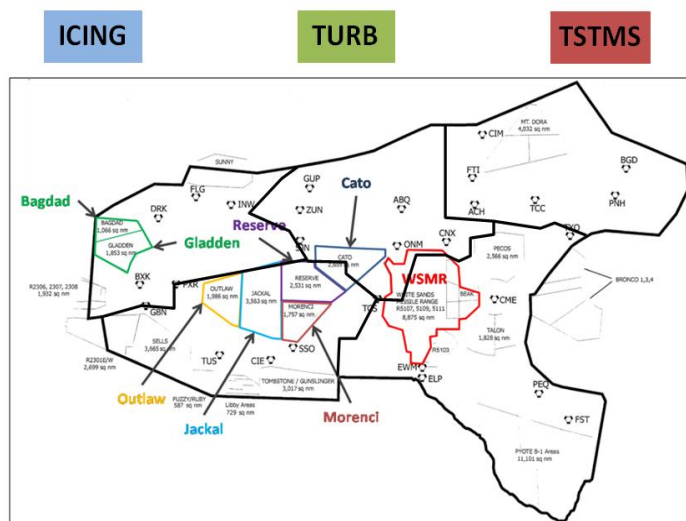 ICING
TURB
TSTMS
MT. DORA
4,032 sq nm
CIM
SUNNY
GUP
Cato
FTI
BGD
Bagdad
FLG
INW
ZUN
ABQ
ACH
TCC
PNH
DRK
Reserve
BAGDAD
1,066 sq nm
GLADDEN
1,853 sq nm
Gladden
SJN
ONM
CNX
TXO
CATO
PECOS
2,566 sq nm
WSMR
BXK
PXR
RESERVE
2,531 sq nm
WHITE SANDS
MISSILE RANGE
R5107, 5109, 5111
8,875 sq nm
BEAK
BRONCO 1,3,4
R2306, 2307, 2308
1,932 sq nm
OUTLAW
1,986 sq nm
JACKAL
3,563 sq nm
MORENCI
1,757 sq nm
TCS
CME
GBN
TALON
1,828 sq nm
SELLS
3,665 sq nm
R5103
R2301E/W
2,699 sq nm
TUS
CIE
SSO
EWM
ELP
TOMBSTONE / GUNSLINGER
3,017 sq nm
PEQ
Outlaw
FUZZY/RUBY
587 sq nm
Libby Areas
729 sq nm
Morenci
FST
Jackal
PYOTE B-1 Areas
11,101 sq nm